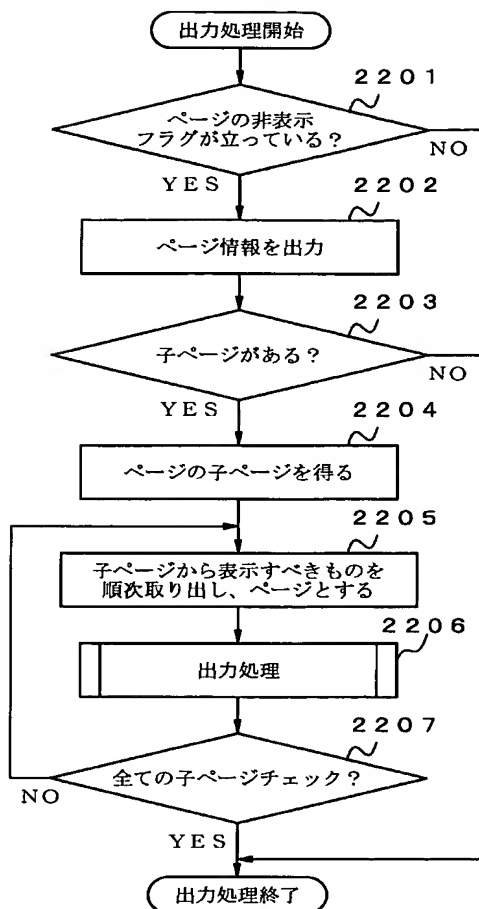 出力処理開始
2201
ページの非表示
フラグが立っている?
NO
YES
2202
ページ情報を出力
2203
子ページがある?
NO
YES
2204
ページの子ページを得る
2205
子ページから表示すべきものを
順次取り出し、ページとする
2206
出力処理
2207
全ての子ページチェック?
NO
YES
出力処理終了